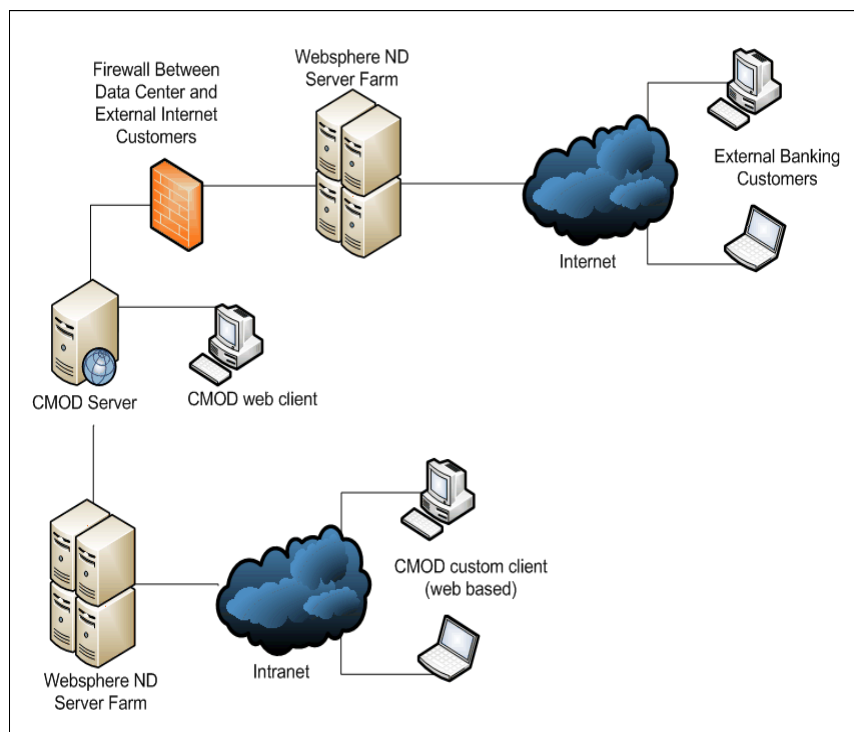 Websphere ND
Server Farm
Firewall Between
Data Center and
External Internet
Customers
External Banking
Customers
Internet
CMOD Server
CMOD web client
CMOD custom client
(web based)
Intranet
Websphere ND
Server Farm